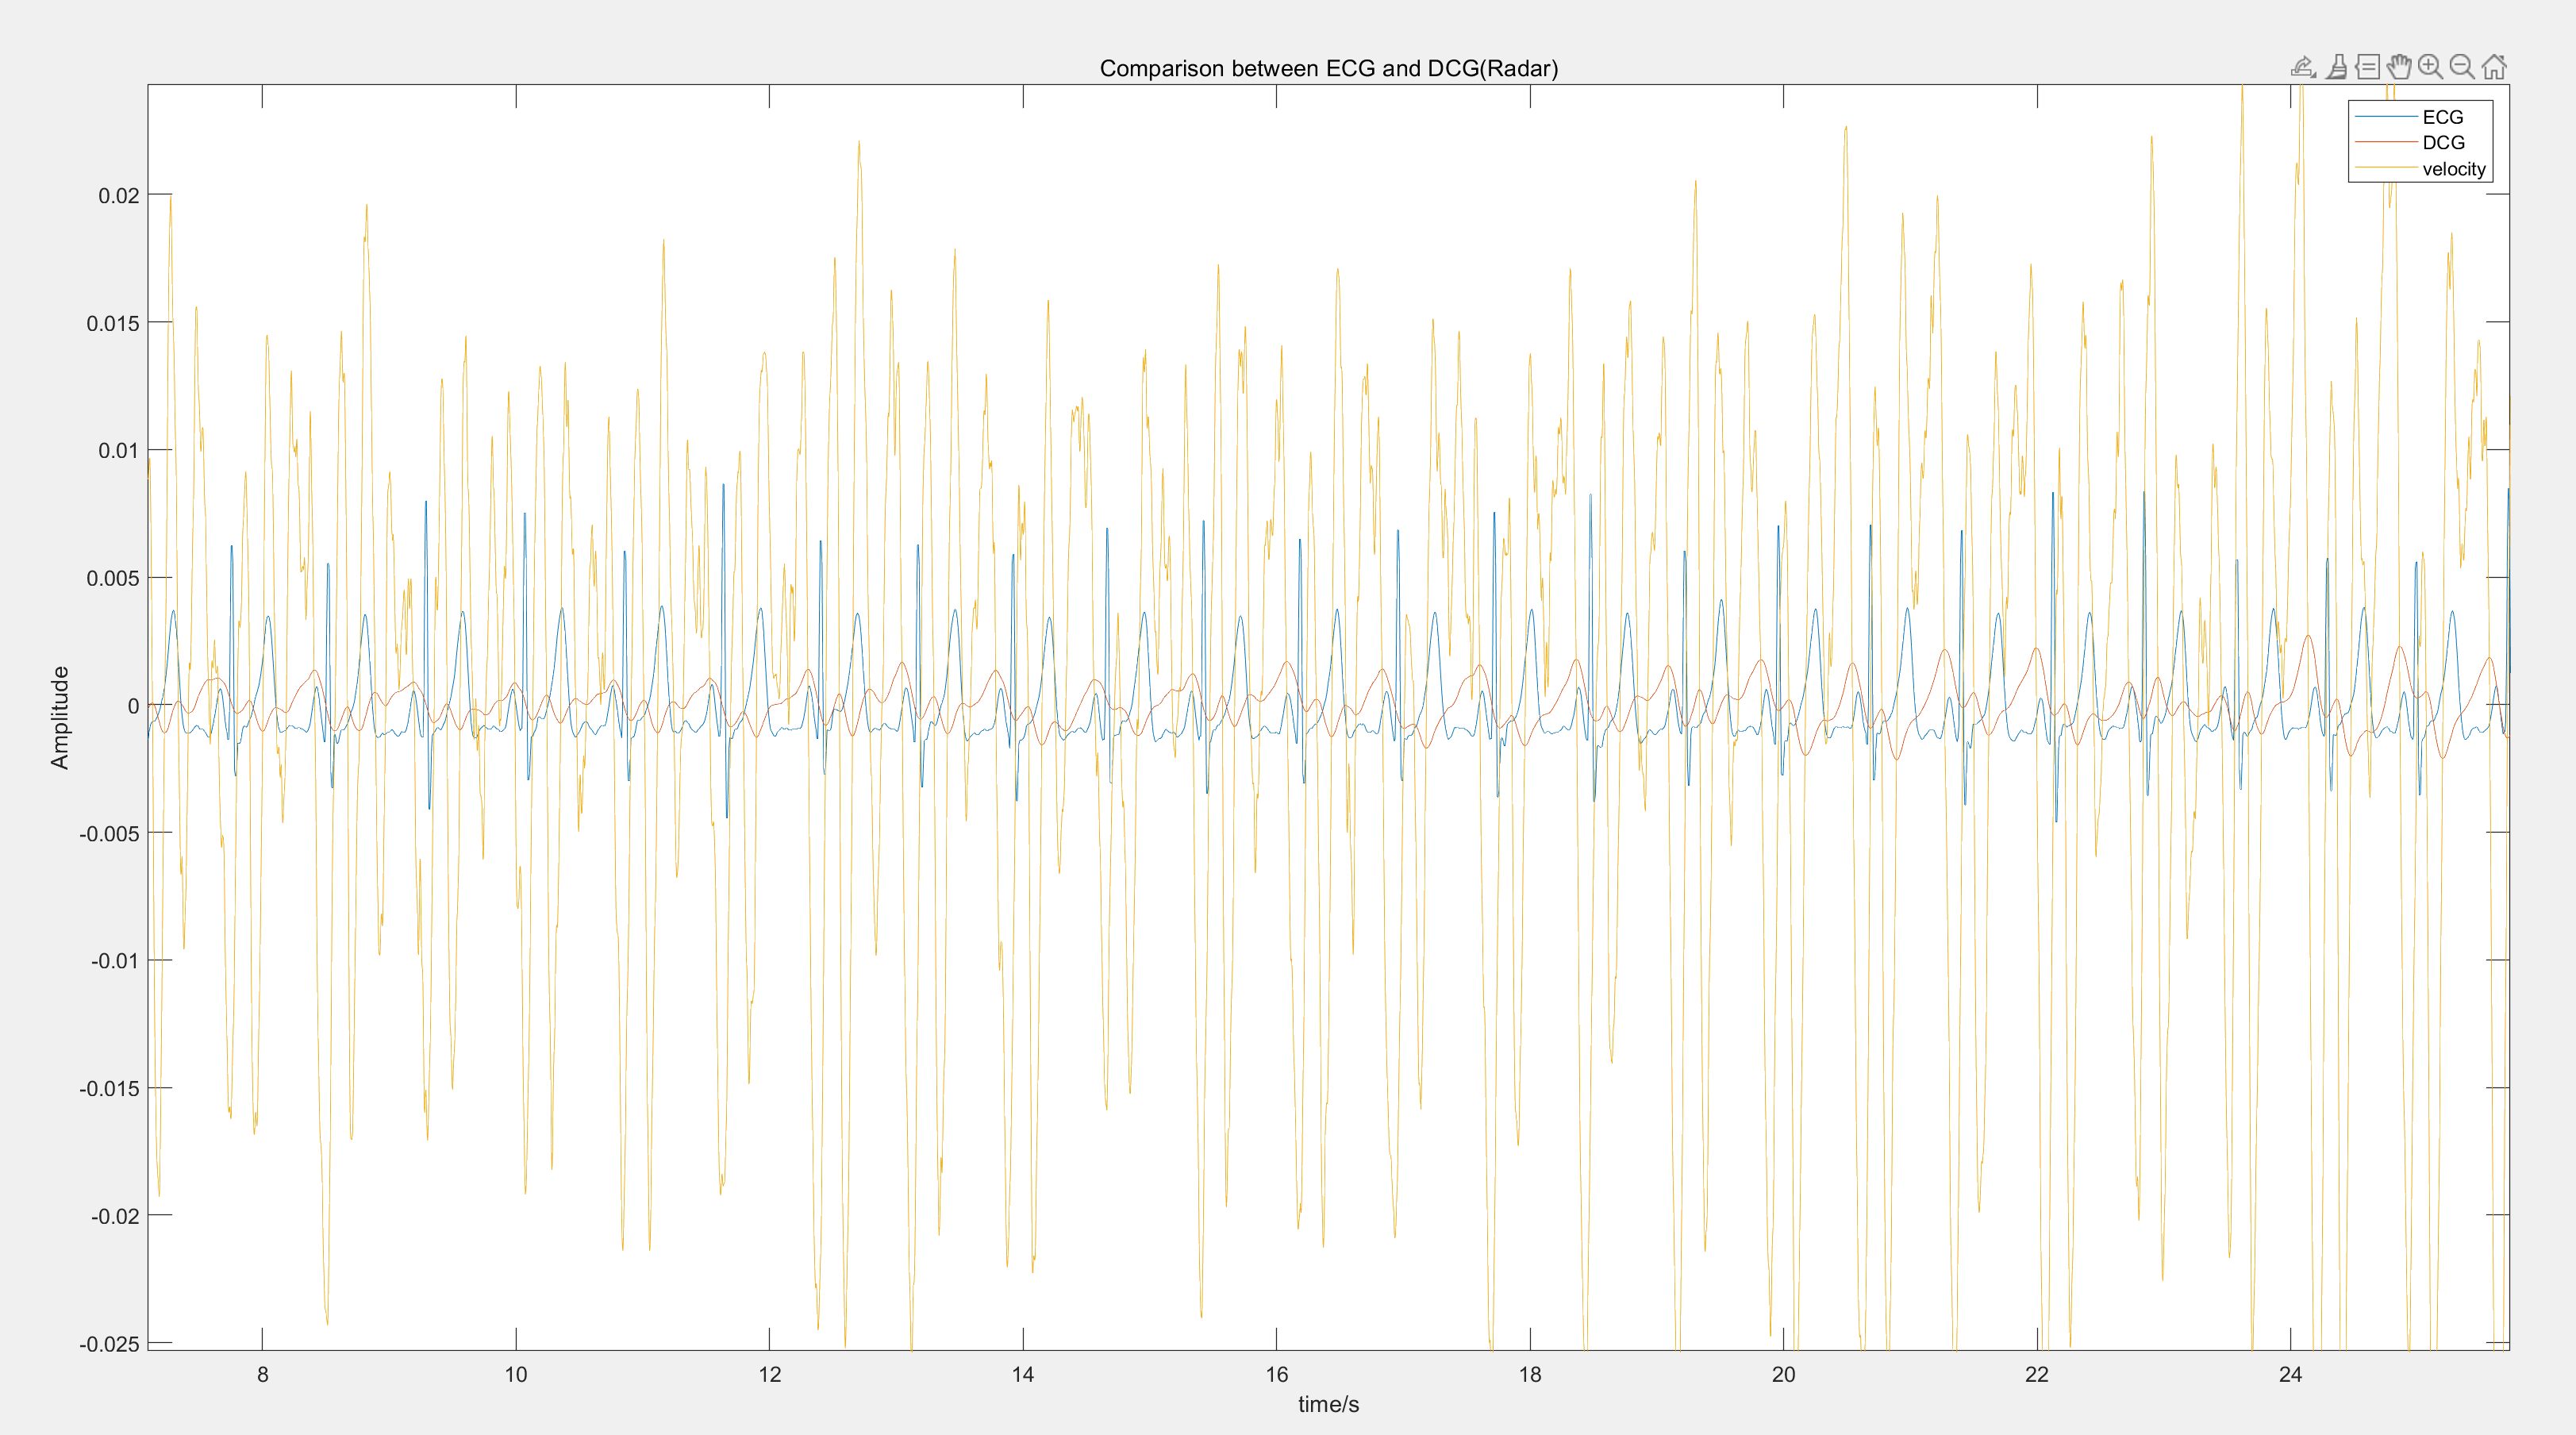 Comparison between ECG and DCG(Radar)
ECG
DCG
velocity
0.02
0.015
0.01
0.005
0
-0.005
-0.01
-0.015
-0.02
-0.025
Amplitude
8 10 12 14 16 18 20 22 24
time/s